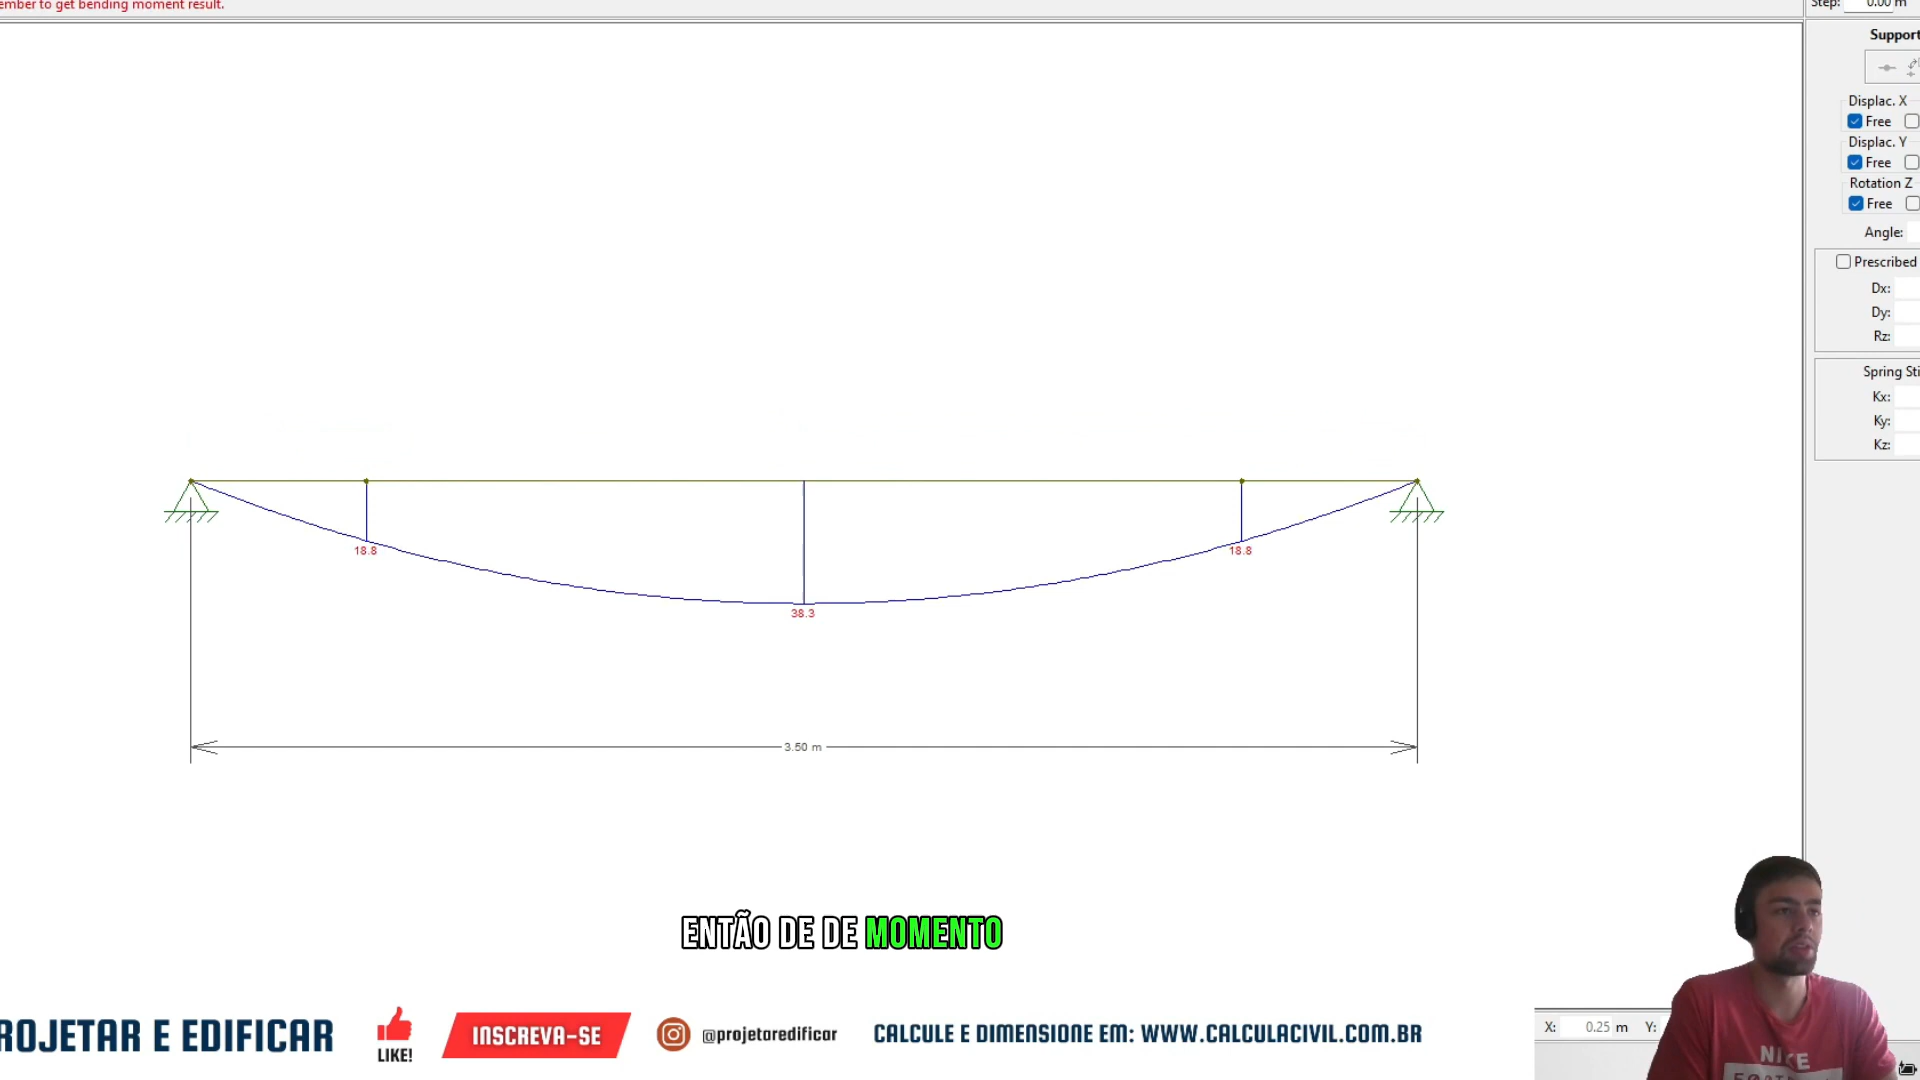 ember to get bending moment result.
Step: 0.00 m
Support
Displac. X
Free
Displac. Y
Free
Rotation Z
Free
Angle:
Prescribed
Dx:
Dy:
Rz:
Spring Sti
Kx:
Ky:
Kz:
18.8
18.8
38.3
3.50 m
ENTÃO DE DE MOMENTO
ROJETAR E EDIFICAR
LIKE!
INSCREVA-SE
@projetaredificar
CALCULE E DIMENSIONE EM: WWW.CALCULACIVIL.COM.BR
X: 0.25 m Y:
NIKE